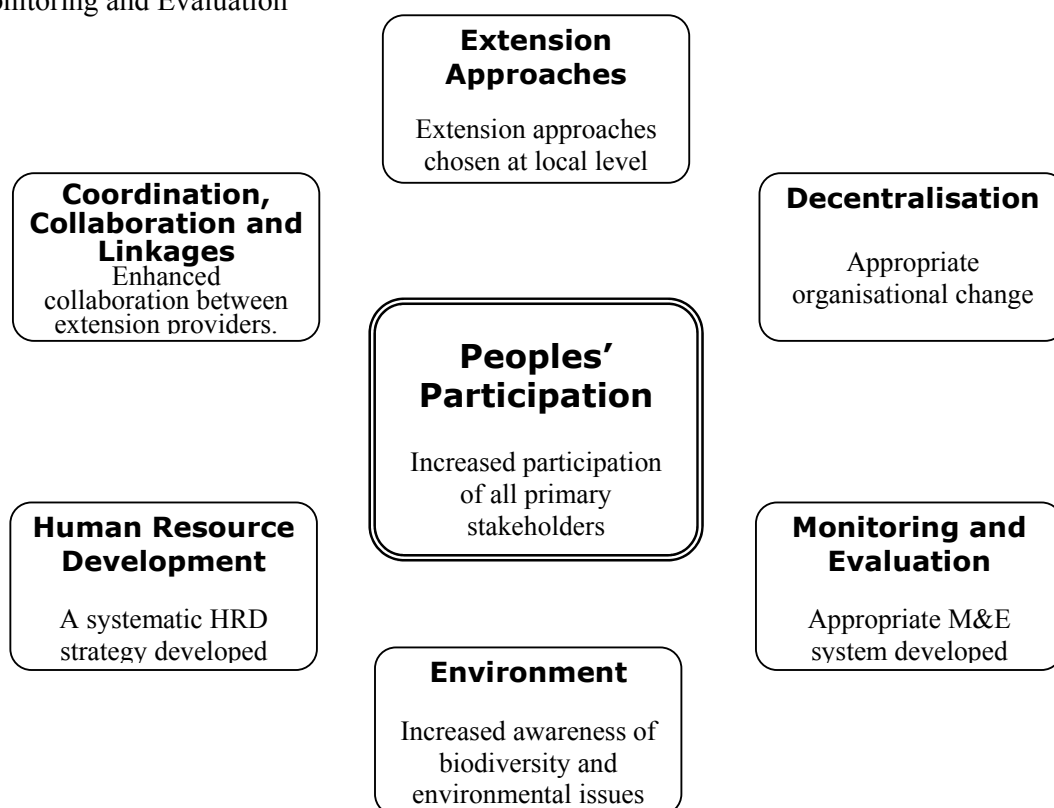 Monitoring and Evaluation
Extension
Approaches
Extension approaches
chosen at local level
Coordination,
Collaboration and
Linkages
Enhanced
collaboration between
extension providers.
Decentralisation
Appropriate
organisational change
Peoples’
Participation
Increased participation
of all primary
stakeholders
Human Resource
Development
A systematic HRD
strategy developed
Monitoring and
Evaluation
Appropriate M&E
system developed
Environment
Increased awareness of
biodiversity and
environmental issues